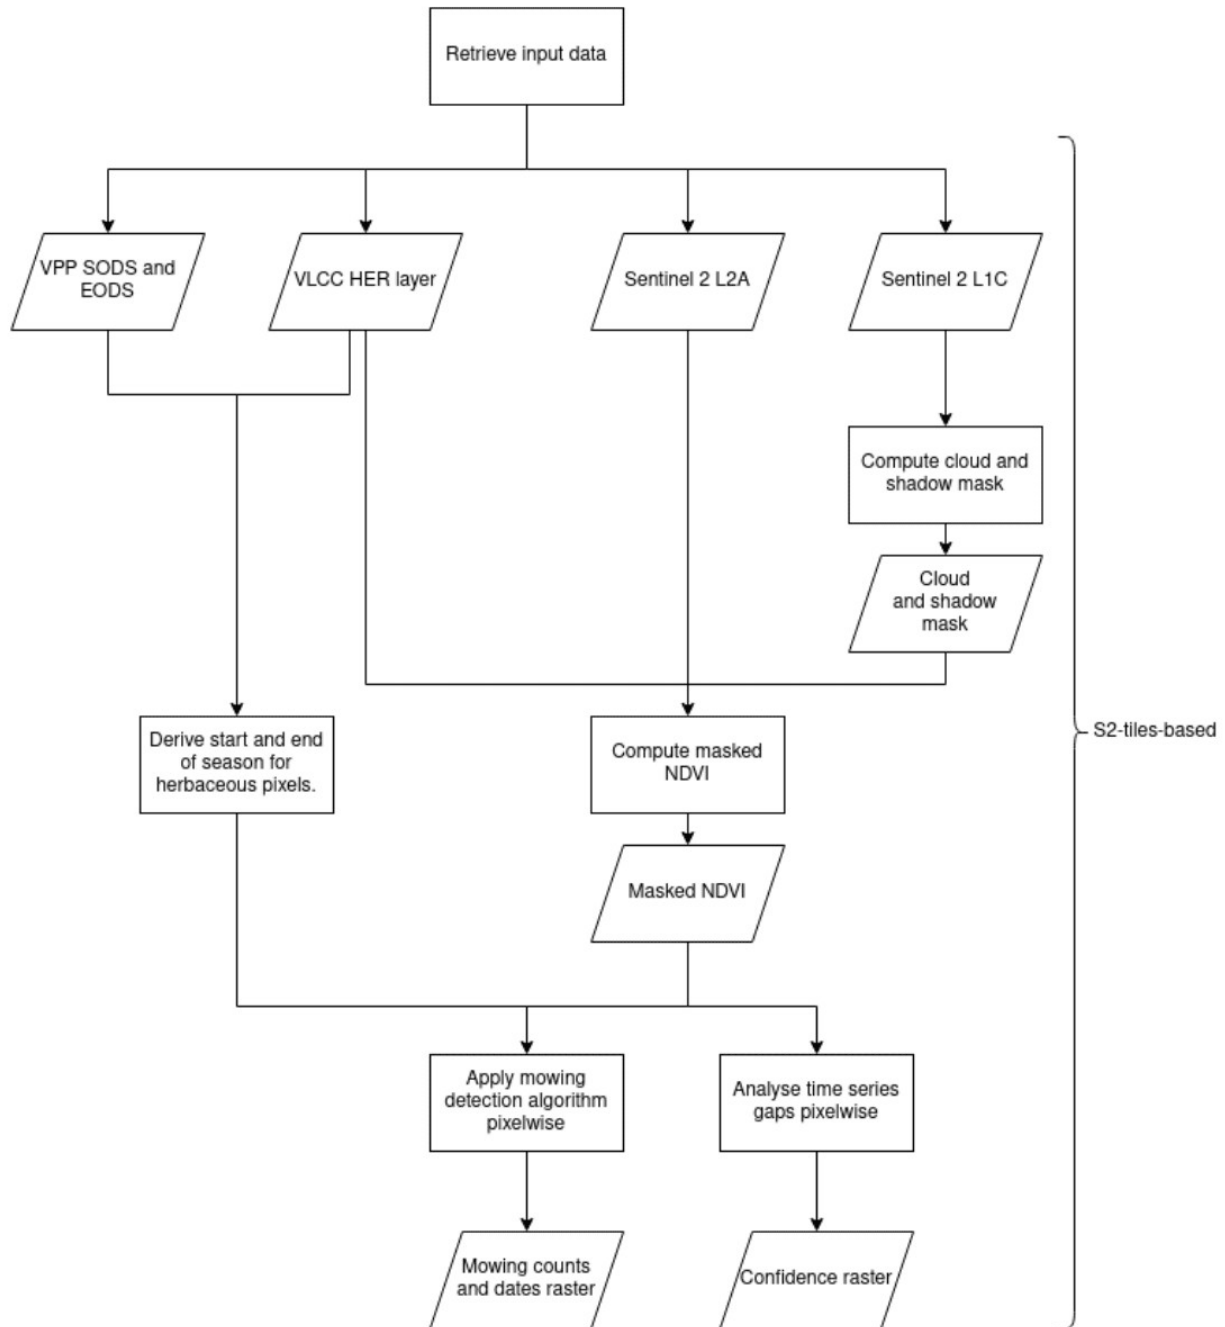 Retrieve input data
VPP SODS and
EODS
VLCC HER layer
Sentinel 2 L2A
Sentinel 2 L1C
Compute cloud and
shadow mask
Cloud
and shadow
mask
S2-tiles-based
Derive start and end
of season for
herbaceous pixels.
Compute masked
NDVI
Masked NDVI
Apply mowing
detection algorithm
pixelwise
Analyse time series
gaps pixelwise
Mowing counts
and dates raster
Confidence raster